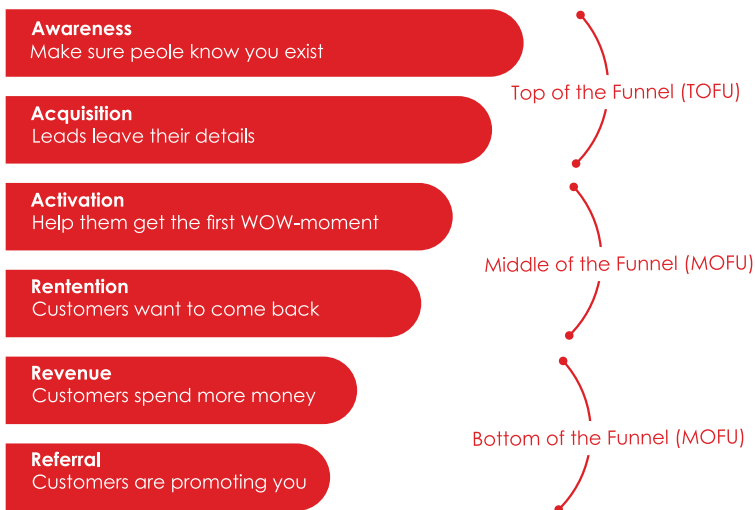 Awareness
Make sure peole know you exist
Top of the Funnel (TOFU)
Acquisition
Leads leave their details
Activation
Help them get the first WOW-moment
Middle of the Funnel (MOFU)
Rentention
Customers want to come back
Revenue
Customers spend more money
Bottom of the Funnel (MOFU)
Referral
Customers are promoting you